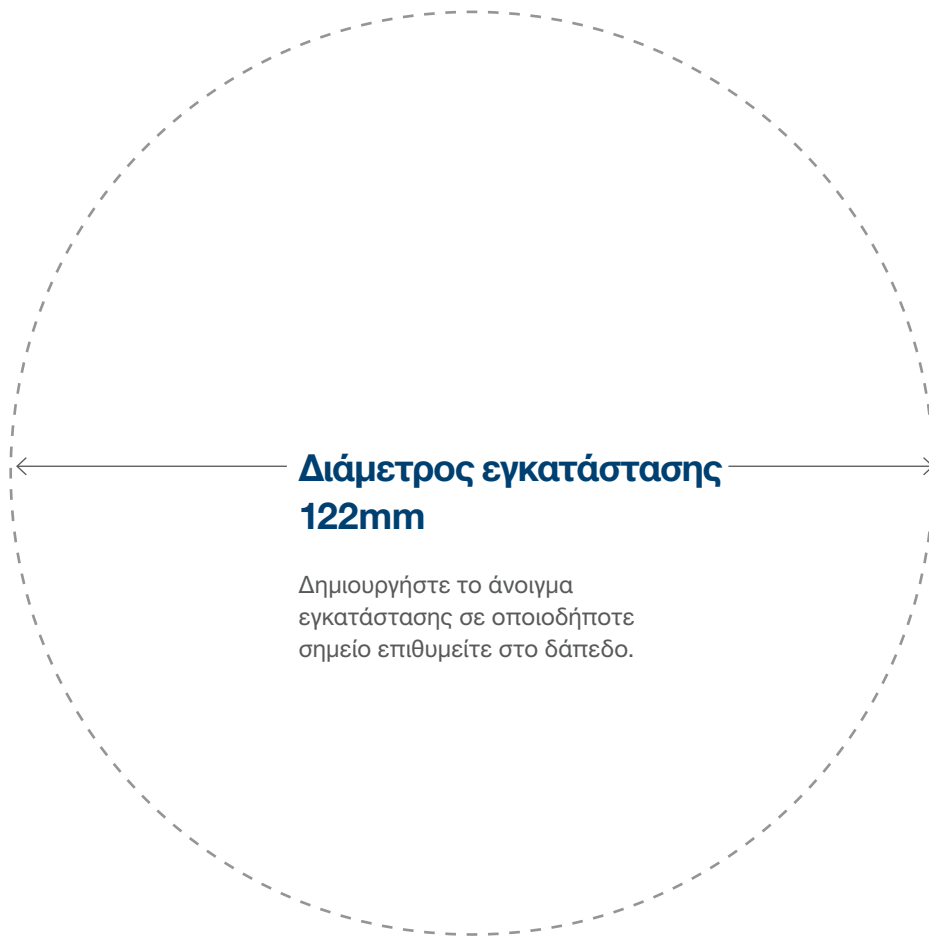 Διάμετρος εγκατάστασης
122mm
Δημιουργήστε το άνοιγμα
εγκατάστασης σε οποιοδήποτε
σημείο επιθυμείτε στο δάπεδο.